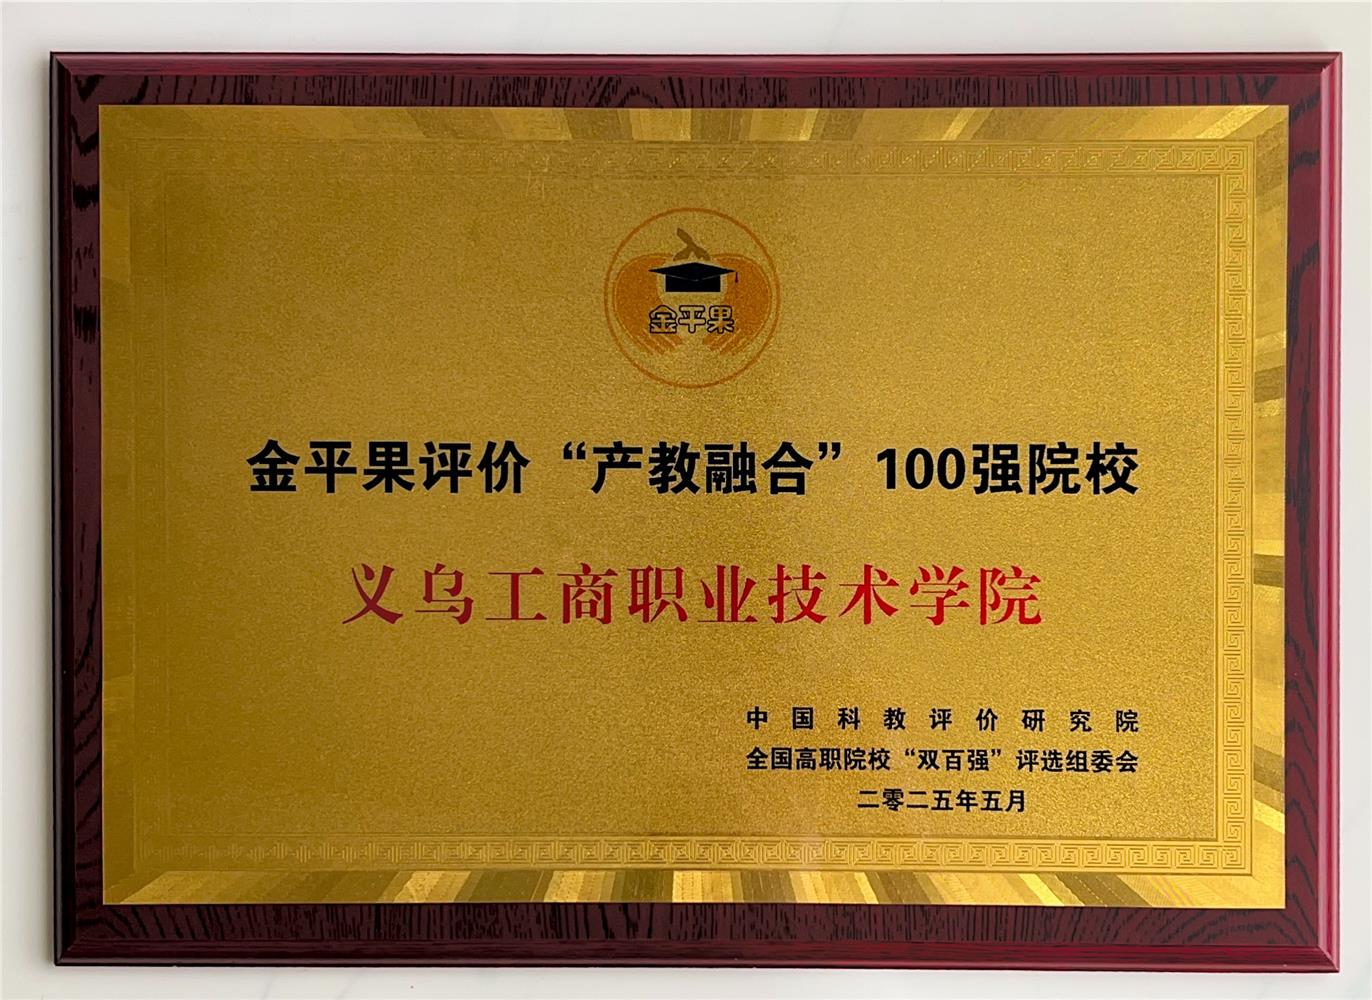 金平果
金平果评价“产教融合”100强院校
义乌工商职业技术学院
中国科教评价研究院
全国高职院校“双百强”评选组委会
二零二五年五月